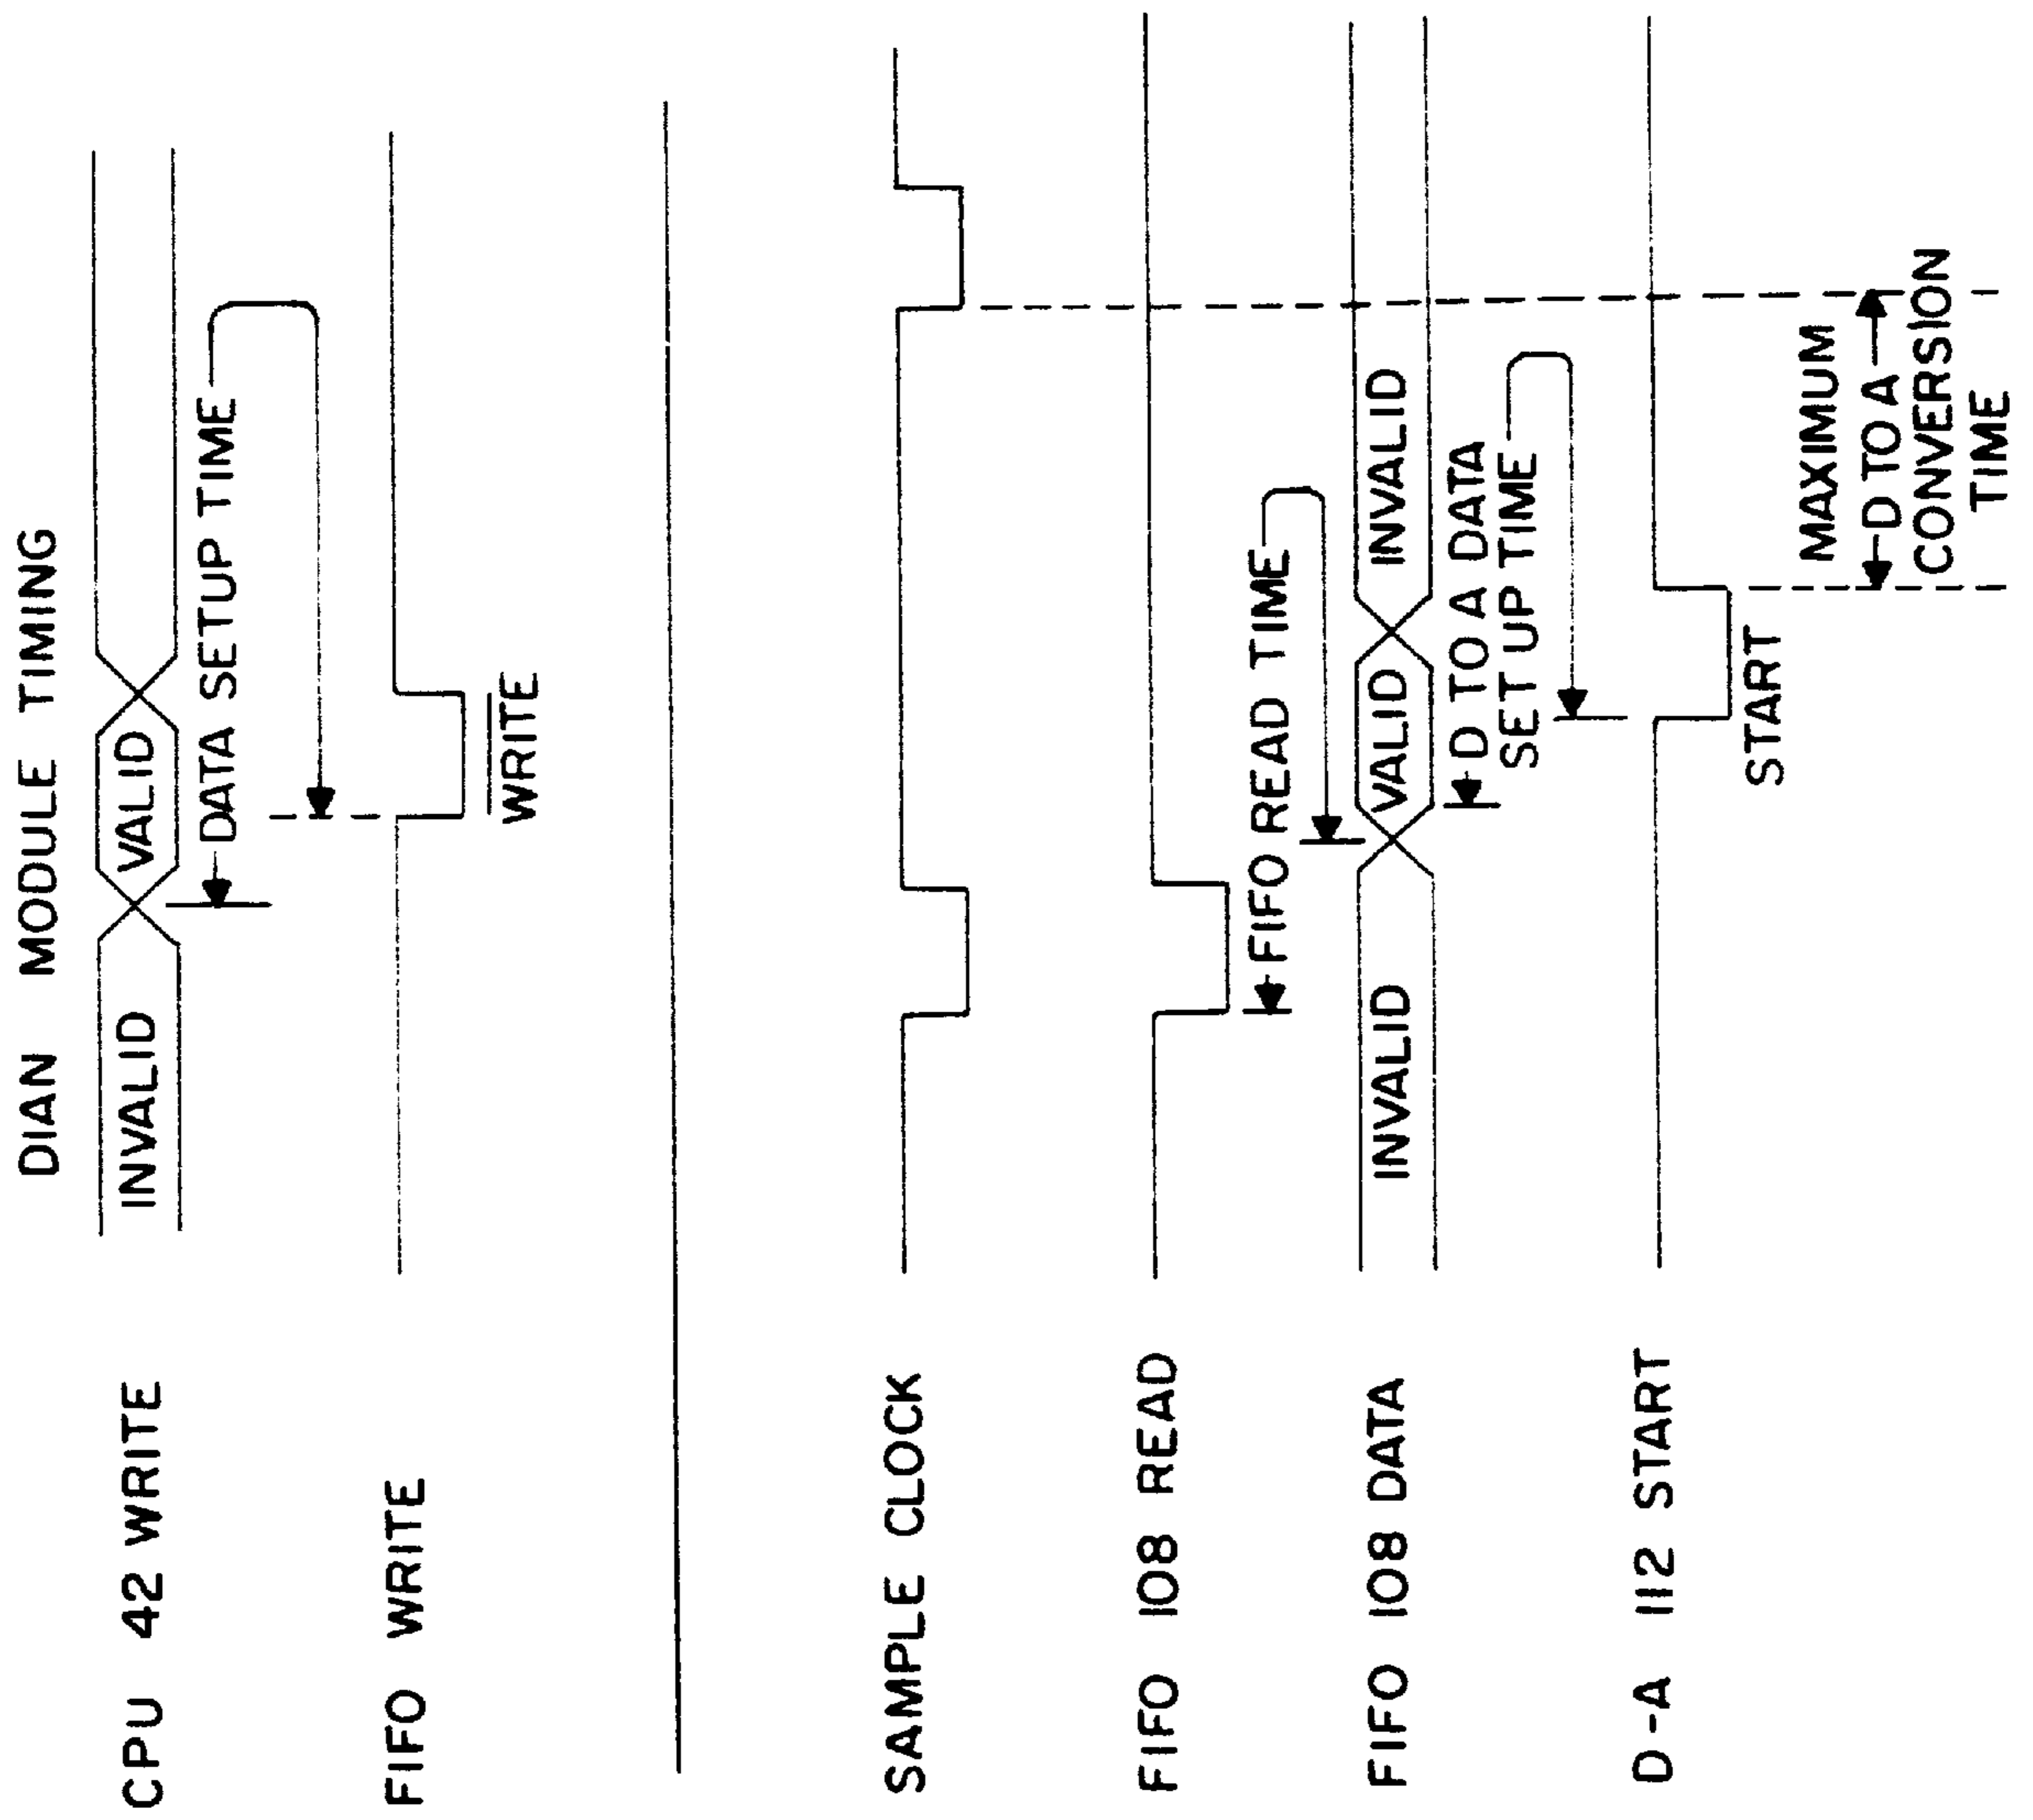 DIAN MODULE TIMING
CPU 42 WRITE
INVALID
VALID
DATA SETUP TIME
FIFO WRITE
WRITE
SAMPLE CLOCK
FIFO 108 READ
FIFO READ TIME
FIFO 108 DATA
INVALID
VALID
INVALID
D TO A DATA
SET UP TIME
D-A 112 START
START
MAXIMUM
D TO A
CONVERSION
TIME